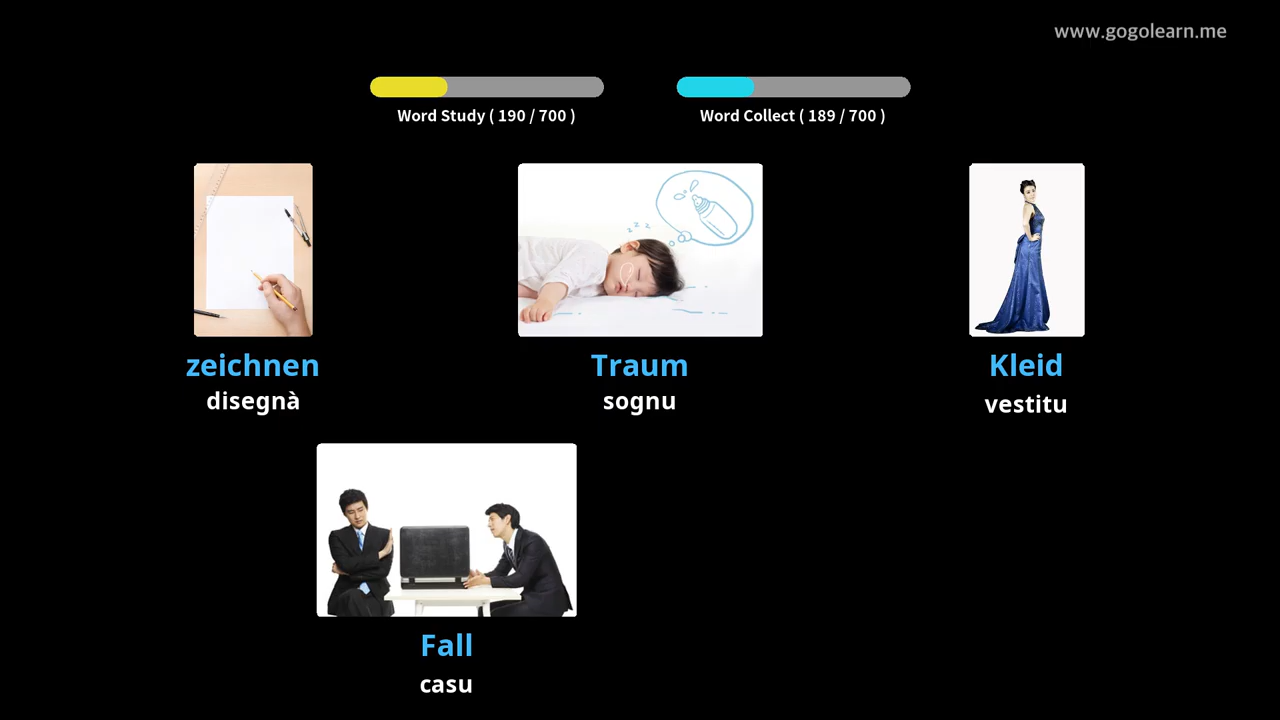 www.gogolearn.me
Word Study ( 190 / 700 )
Word Collect ( 189 / 700 )
zeichnen
disegnà
Traum
sognu
Kleid
vestitu
Fall
casu